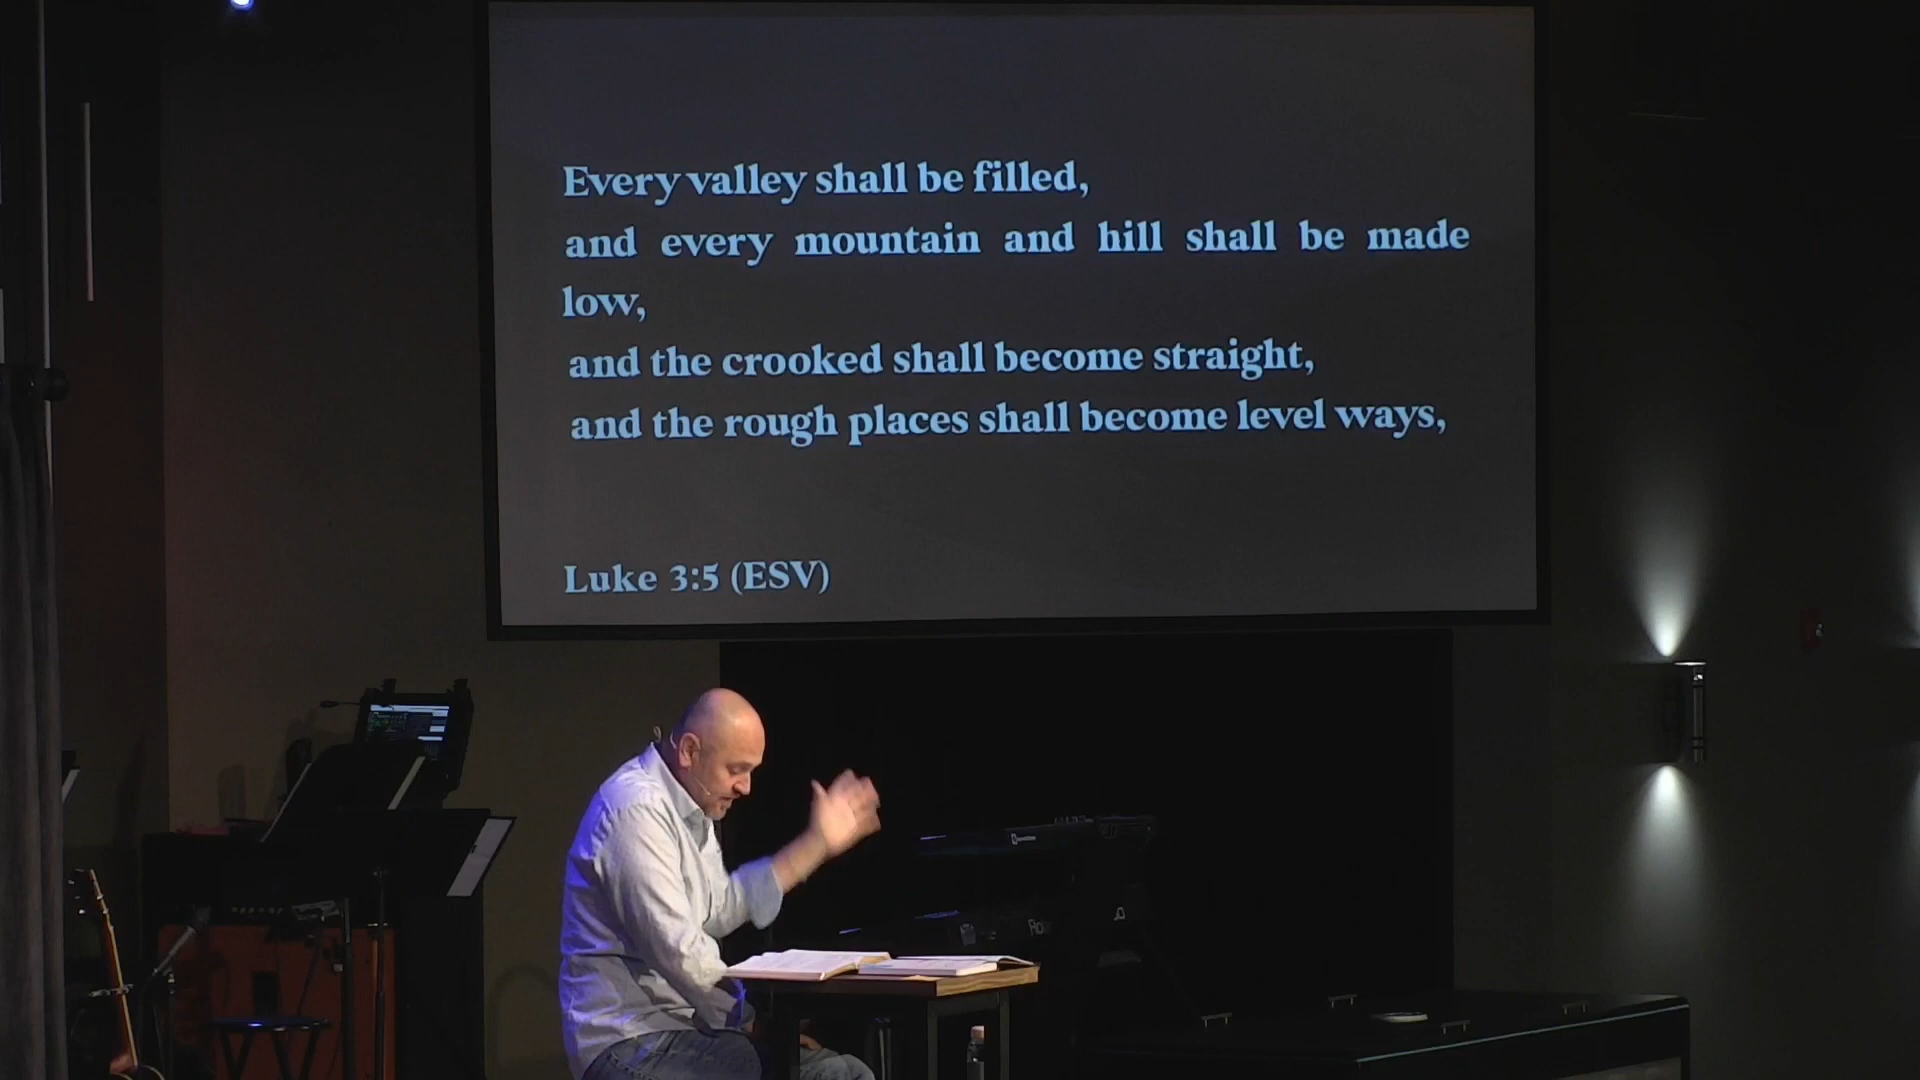 Every valley shall be filled,
and every mountain and hill shall be made
low,
and the crooked shall become straight,
and the rough places shall become level ways,
Luke 3:5 (ESV)